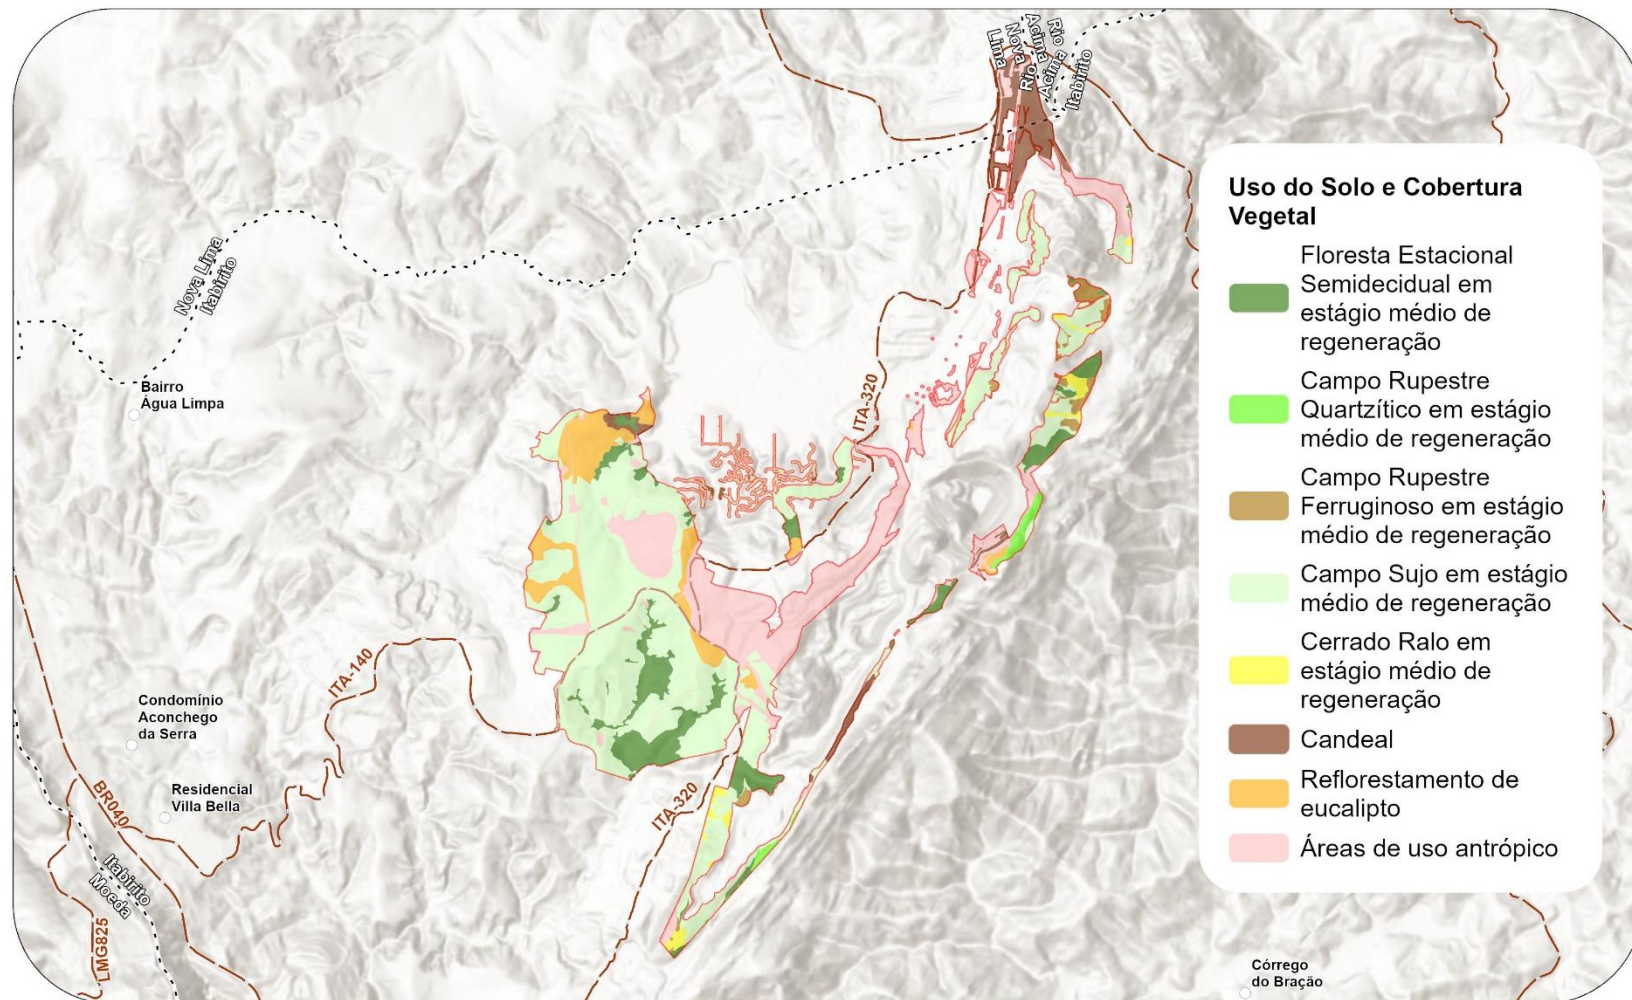 Lima
Nova
Rio
Acima
Rio
Acima
Itabirito
Nova Lima
Itabirito
Bairro
Água Limpa
ITA-320
ITA-140
Condomínio
Aconchego
da Serra
Residencial
Villa Bella
BR040
ITA-320
Itabirito
Moeda
LMG825
Córrego
do Bração
Uso do Solo e Cobertura
Vegetal
Floresta Estacional
Semidecidual em
estágio médio de
regeneração
Campo Rupestre
Quartzítico em estágio
médio de regeneração
Campo Rupestre
Ferruginoso em estágio
médio de regeneração
Campo Sujo em estágio
médio de regeneração
Cerrado Ralo em
estágio médio de
regeneração
Candeal
Reflorestamento de
eucalipto
Áreas de uso antrópico